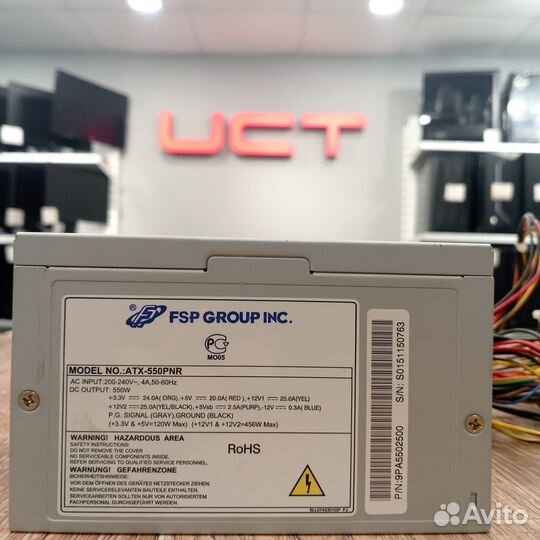 UCT
FSP GROUP INC.
MO05
MODEL NO.:ATX-550PNR
AC INPUT:200-240V~, 4A,50-60Hz
DC OUTPUT: 550W
+3.3V ⎓ 24.0A (ORG), +5V ⎓ 20.0A (RED ), +12V1 ⎓ 25.0A(YEL)
+12V2 ⎓ 25.0A(YEL/BLACK), +5Vsb ⎓ 2.5A(PURP),-12V ⎓ 0.3A( BLUE)
P.G. SIGNAL (GRAY),GROUND (BLACK)
(+3.3V & +5V=120W Max) (+12V1 & +12V2=456W Max)
WARNING! HAZARDOUS AREA
SAFETY INSTRUCTIONS:
DO NOT REMOVE THE COVER
NO SERVICEABLE COMPONENTS INSIDE.
REFER SERVICING TO QUALIFIED SERVICE PERSONNEL
WARNUNG! GEFAHRENZONE
SICHERHEITSHINWEISE:
VOR DEM ÖFFNEN DES GERÄTES NETZSTECKER ZIEHEN,
KEINE SERVICERELEVANTEN BAUTEILE ENTHALTEN,
FACHPERSONAL DURCHGEFÜHRT WERDEN.
RoHS
S/N: S0151150763
P/N:9PA5502500
Avito